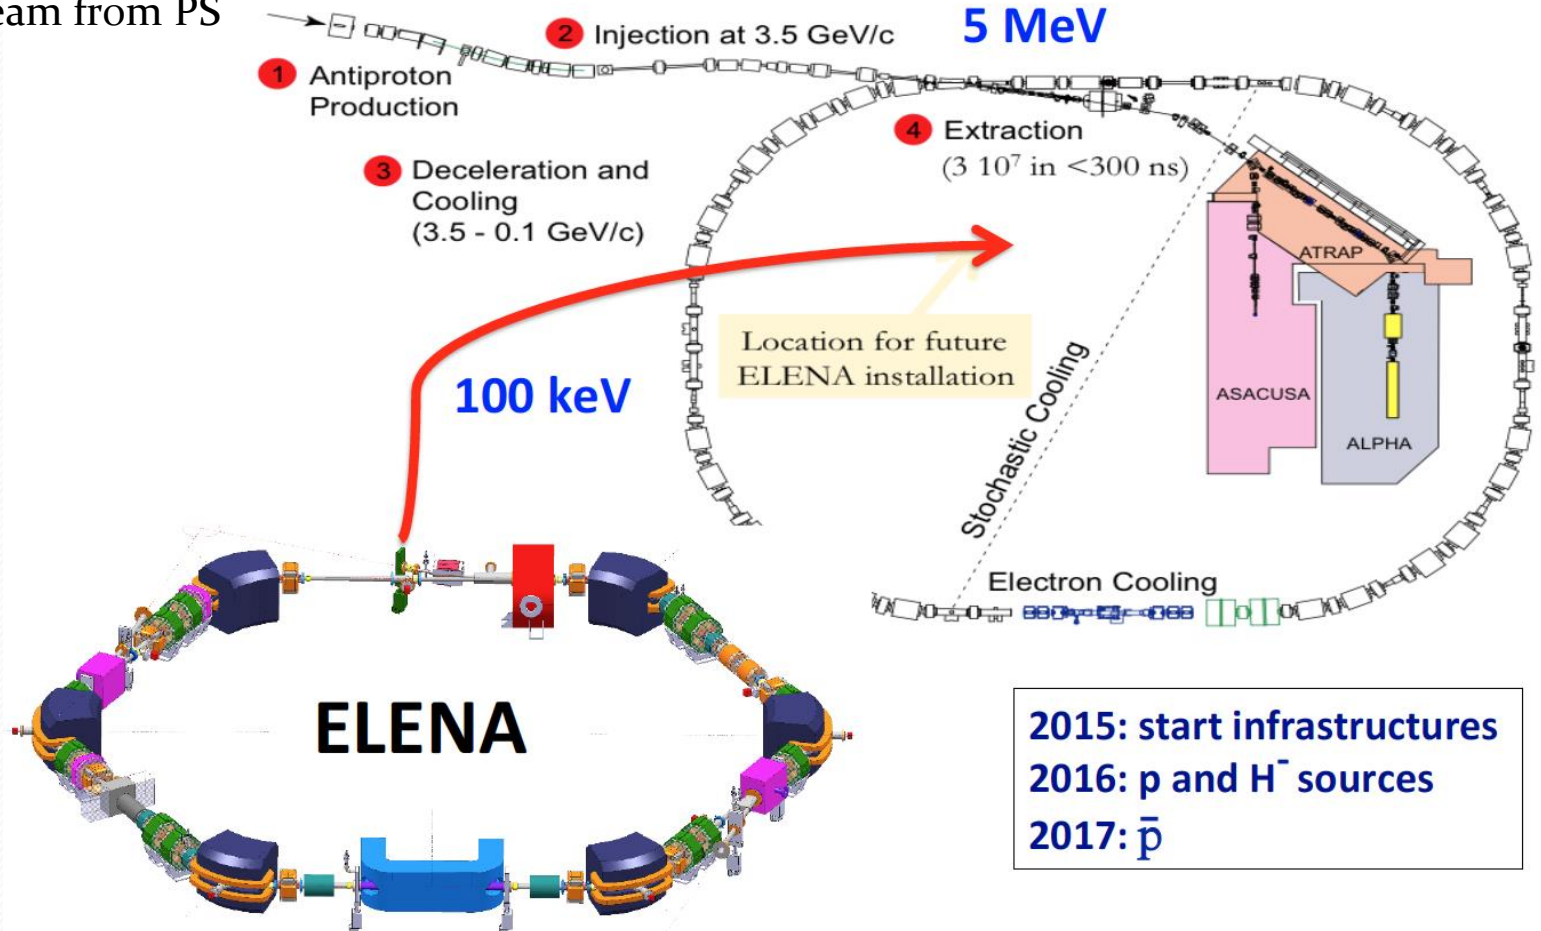 eam from PS
2 Injection at 3.5 GeV/c
5 MeV
1 Antiproton
Production
4 Extraction
(3 10⁷ in <300 ns)
3 Deceleration and
Cooling
(3.5 - 0.1 GeV/c)
ATRAP
Location for future
ELENA installation
100 keV
ASACUSA
ALPHA
Stochastic Cooling
Electron Cooling
ELENA
2015: start infrastructures
2016: p and H⁻ sources
2017: p̄